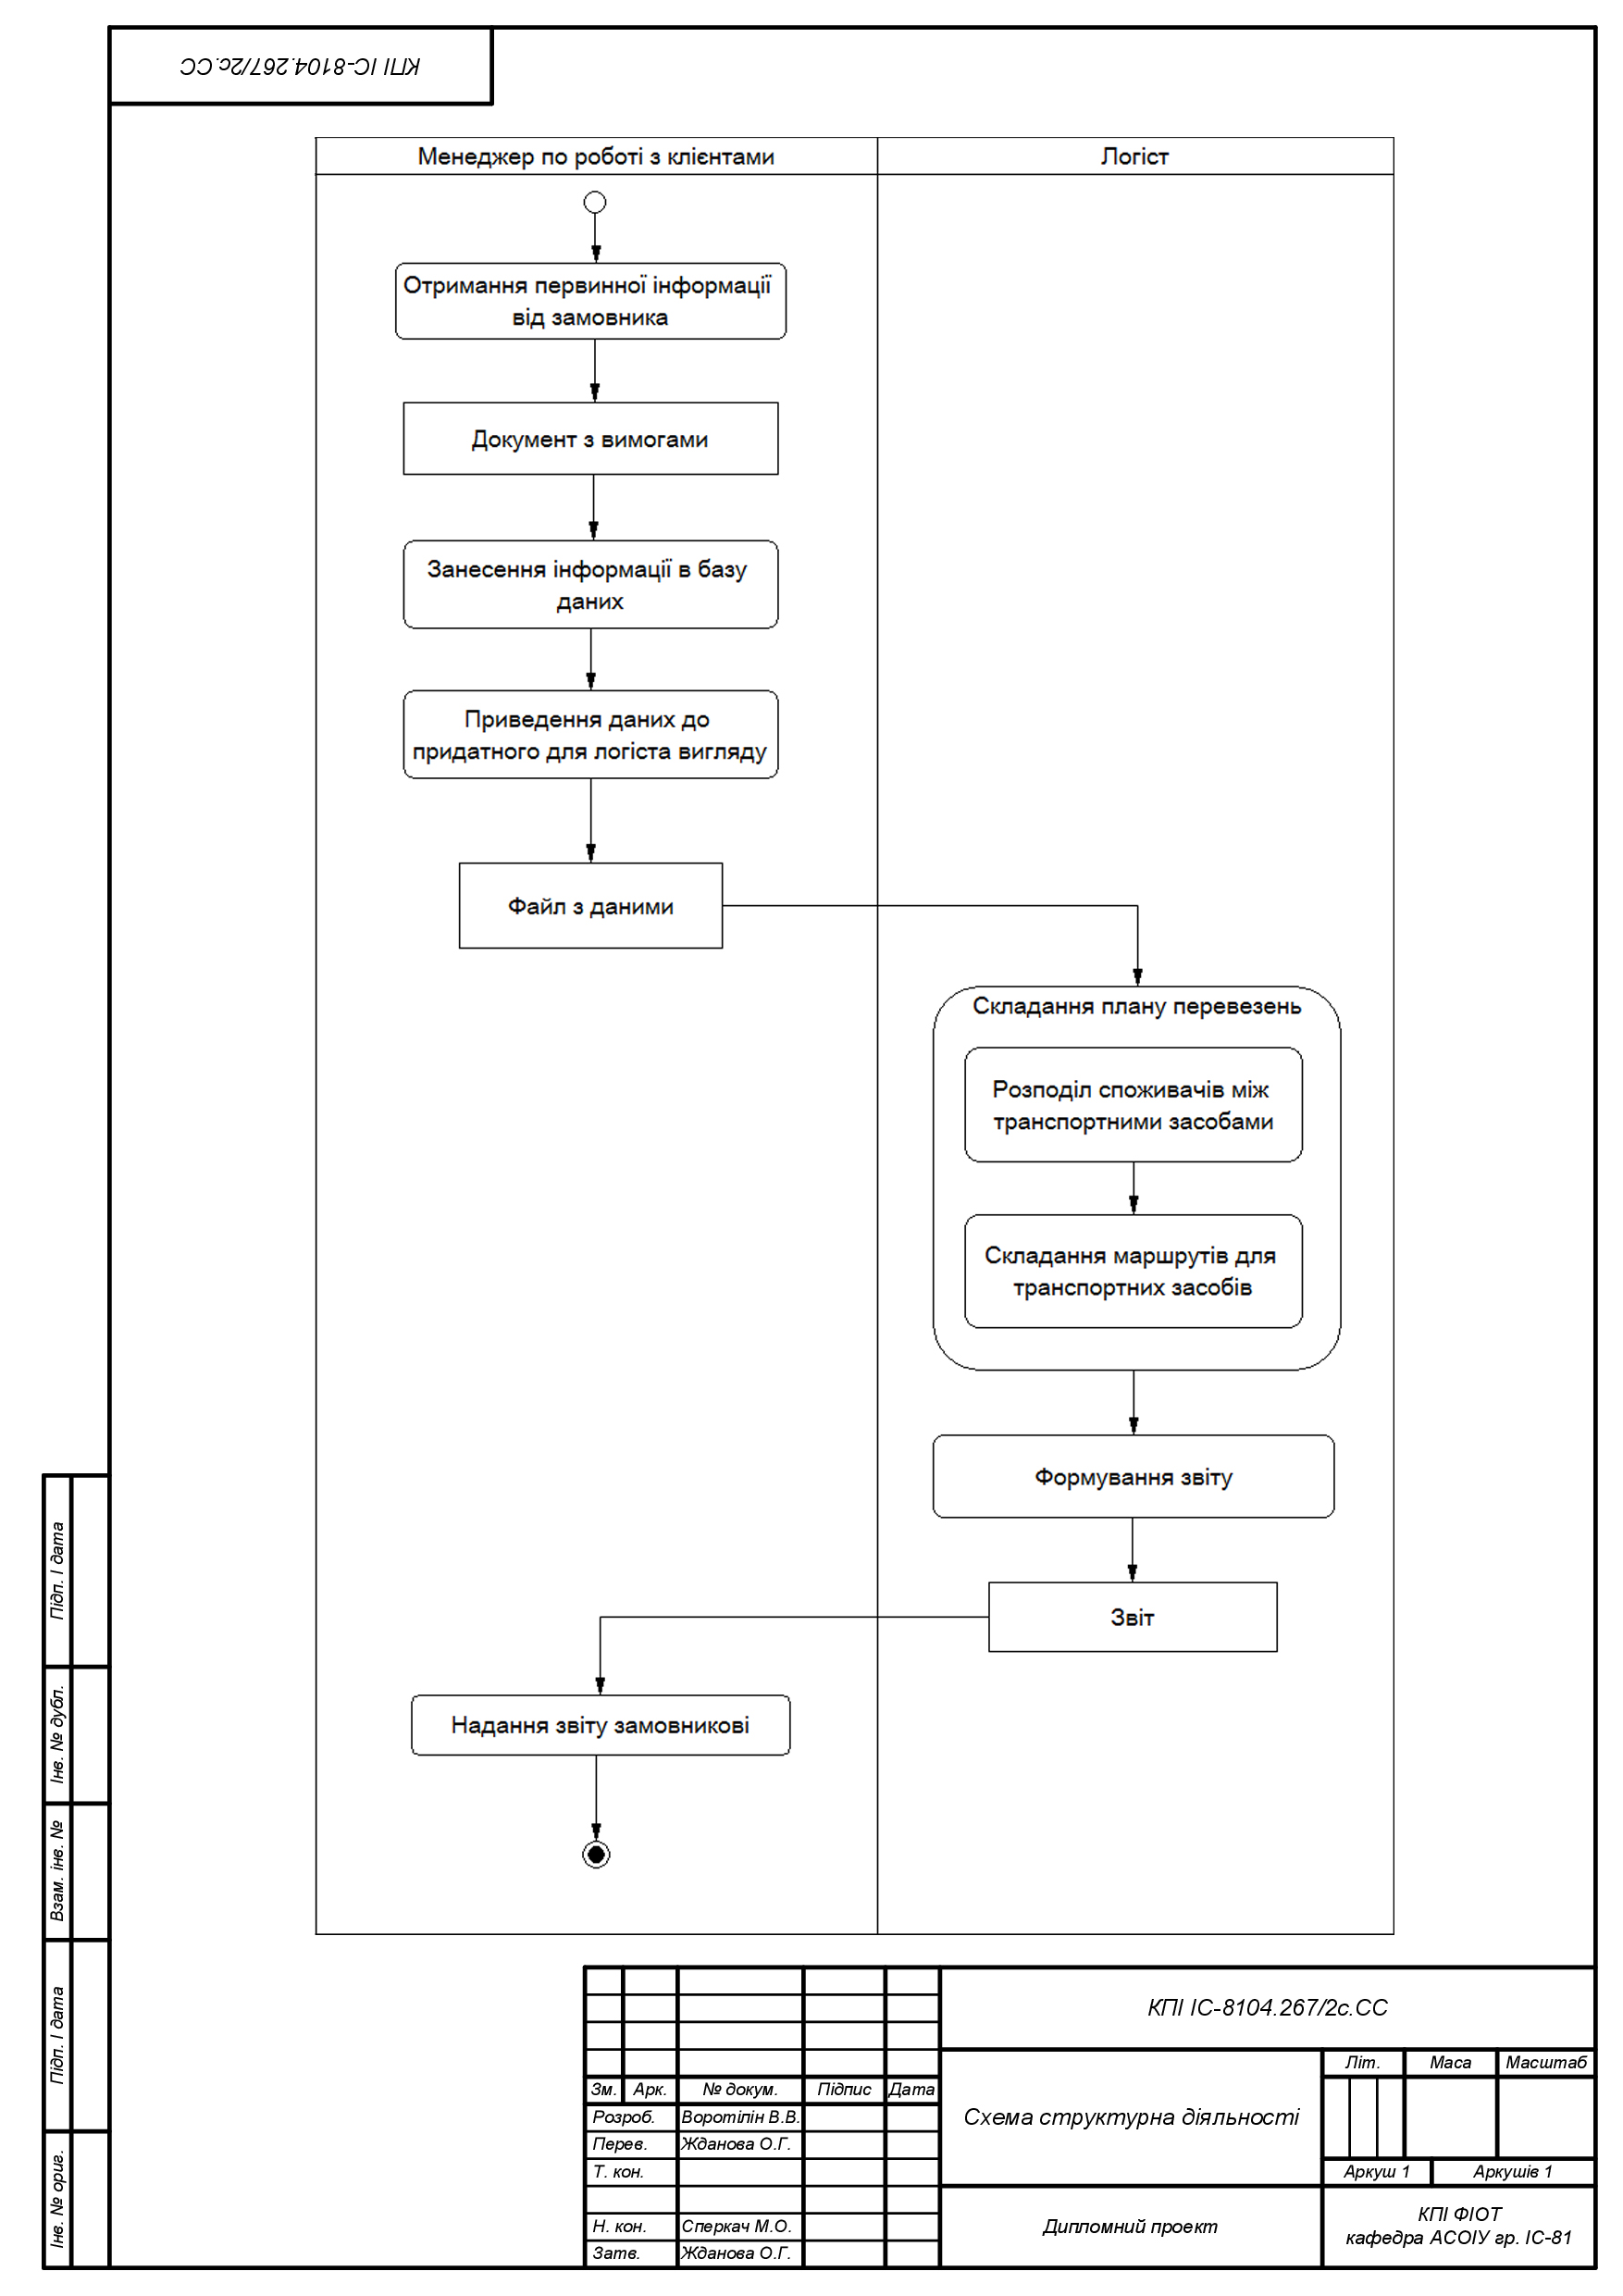 КПІ ІС-8104.267/2с.СС
Менеджер по роботі з клієнтами
Логіст
Отримання первинної інформації
від замовника
Документ з вимогами
Занесення інформації в базу
даних
Приведення даних до
придатного для логіста вигляду
Файл з даними
Складання плану перевезень
Розподіл споживачів між
транспортними засобами
Складання маршрутів для
транспортних засобів
Формування звіту
Звіт
Надання звіту замовникові
Підп. І дата
Інв. № дубл.
Взам. інв. №
Підп. І дата
Інв. № ориг.
КПІ ІС-8104.267/2с.СС
Зм. Арк. № докум. Підпис Дата
Розроб. Воротілін В.В.
Перев. Жданова О.Г.
Т. кон.
Н. кон. Сперкач М.О.
Затв. Жданова О.Г.
Схема структурна діяльності
Літ. Маса Масштаб
Аркуш 1 Аркушів 1
Дипломний проект
КПІ ФІОТ
кафедра АСОІУ гр. ІС-81